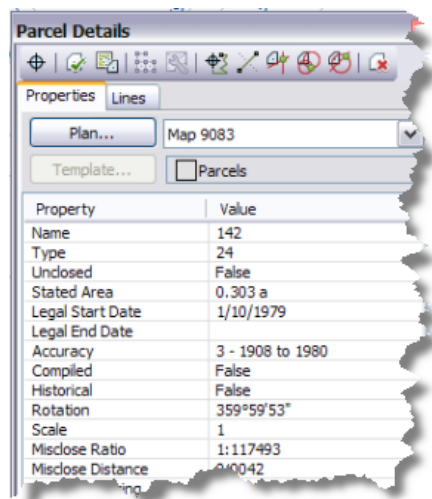 Parcel Details
Properties Lines
Plan... Map 9083
Template... Parcels
Property Value
Name 142
Type 24
Unclosed False
Stated Area 0.303 a
Legal Start Date 1/10/1979
Legal End Date
Accuracy 3 - 1908 to 1980
Compiled False
Historical False
Rotation 359°59'53"
Scale 1
Misclose Ratio 1:117493
Misclose Distance